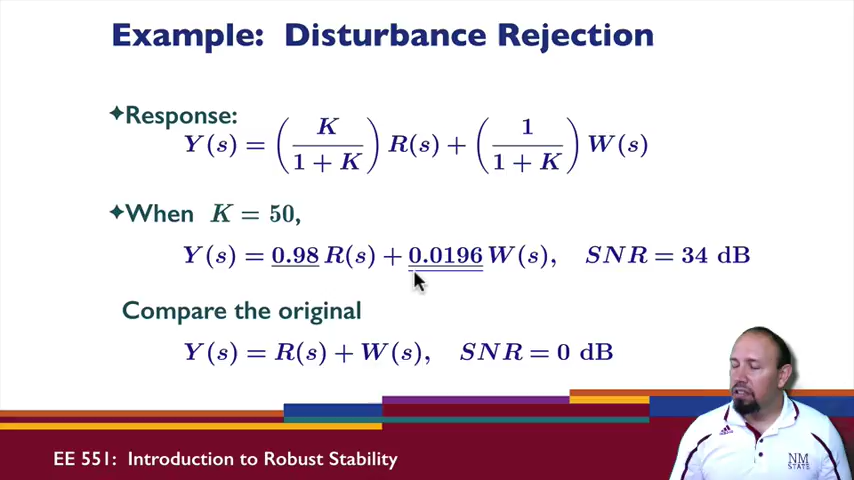 Example: Disturbance Rejection
✦Response:
Y(s) = (K / (1 + K)) R(s) + (1 / (1 + K)) W(s)
✦When K = 50,
Y(s) = 0.98 R(s) + 0.0196 W(s), SNR = 34 dB
Compare the original
Y(s) = R(s) + W(s), SNR = 0 dB
EE 551: Introduction to Robust Stability
NM
STATE